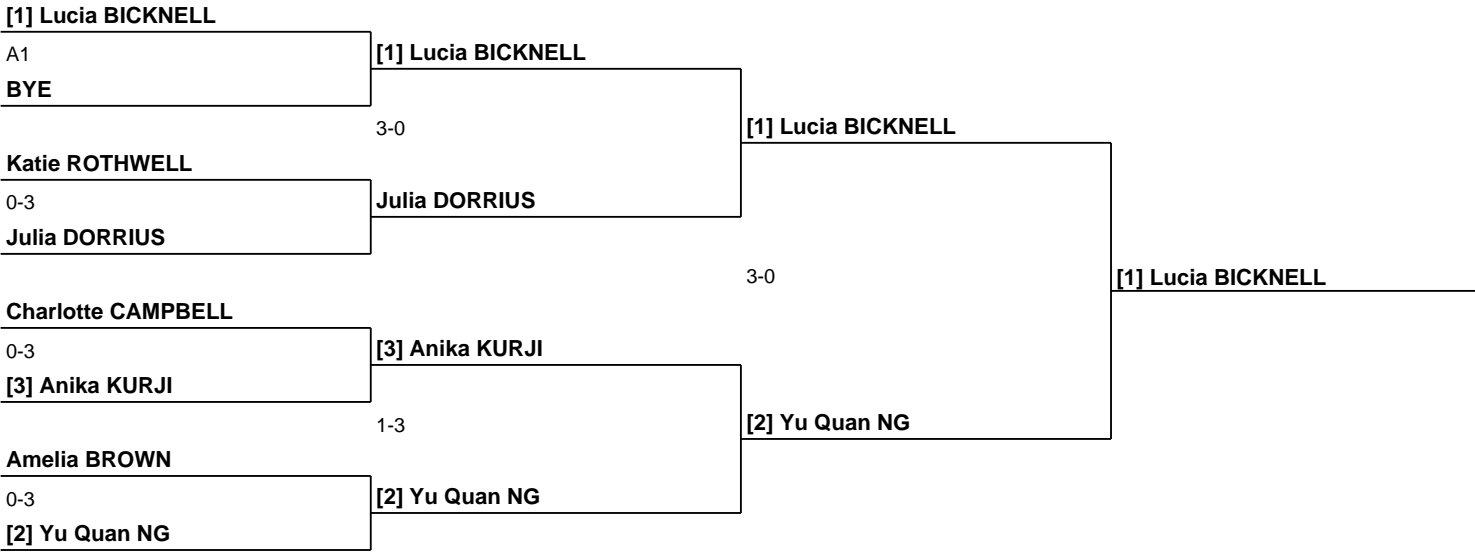 [1] Lucia BICKNELL
A1
BYE
[1] Lucia BICKNELL
3-0
Katie ROTHWELL
0-3
Julia DORRIUS
Julia DORRIUS
[1] Lucia BICKNELL
3-0
[1] Lucia BICKNELL
Charlotte CAMPBELL
0-3
[3] Anika KURJI
[3] Anika KURJI
1-3
[2] Yu Quan NG
Amelia BROWN
0-3
[2] Yu Quan NG
[2] Yu Quan NG